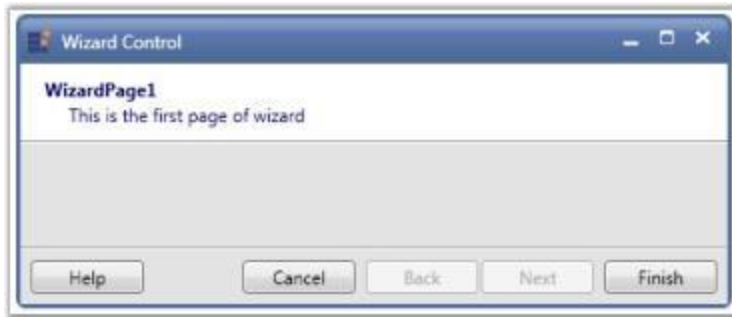 Wizard Control
WizardPage1
This is the first page of wizard
Help Cancel Back Next Finish